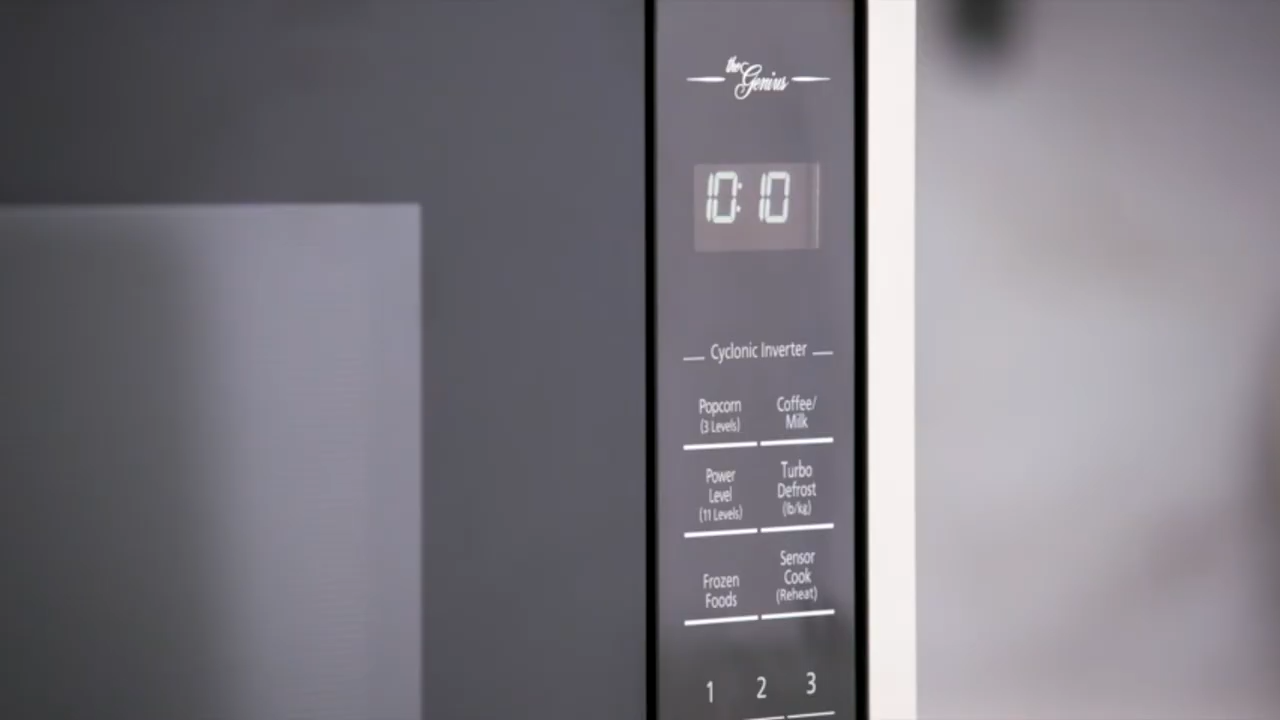 the Genius
10:10
Cyclonic Inverter
Popcorn
(3 Levels)
Coffee/
Milk
Power
Level
(11 Levels)
Turbo
Defrost
(lb/kg)
Frozen
Foods
Sensor
Cook
(Reheat)
1 2 3